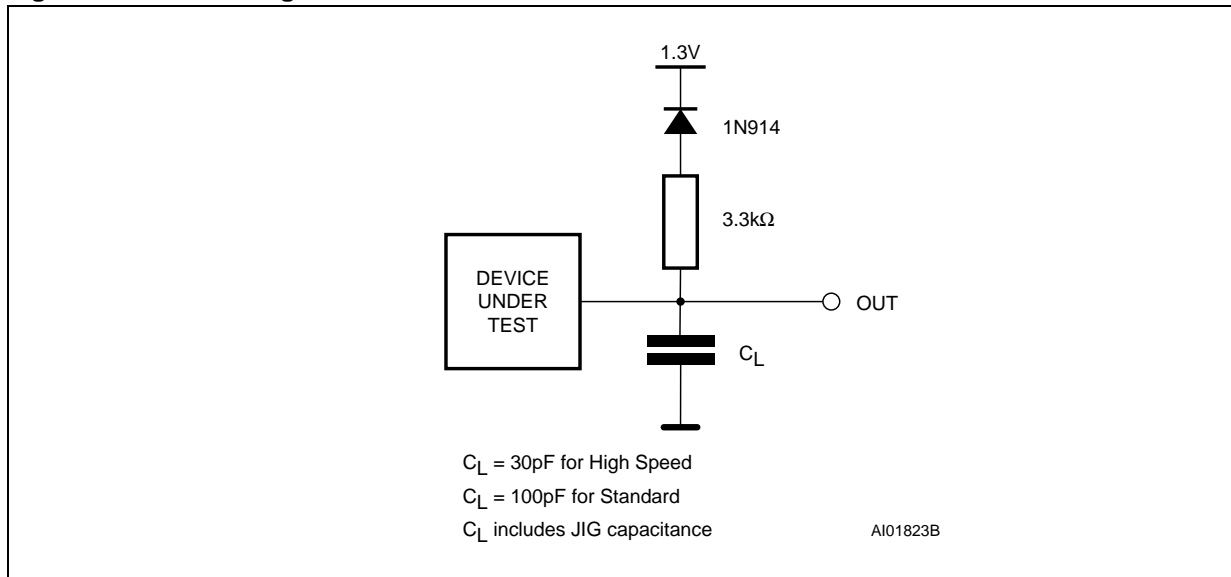 1.3V
1N914
3.3kΩ
DEVICE
UNDER
TEST
OUT
CL
CL = 30pF for High Speed
CL = 100pF for Standard
CL includes JIG capacitance
AI01823B